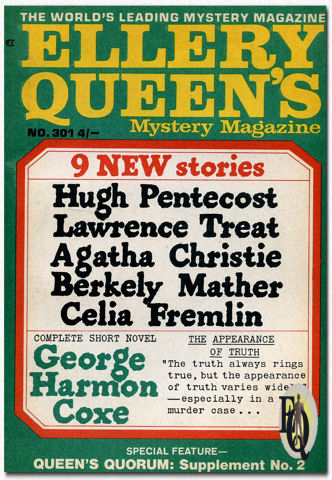 THE WORLD'S LEADING MYSTERY MAGAZINE
ELLERY
QUEEN'S
Mystery Magazine
NO. 301 4/-
9 NEW stories
Hugh Pentecost
Lawrence Treat
Agatha Christie
Berkely Mather
Celia Fremlin
COMPLETE SHORT NOVEL
George
Harmon
Coxe
THE APPEARANCE
OF TRUTH
"The truth always rings
true, but the appearance
of truth varies
—especially in a
murder case...
EQ
SPECIAL FEATURE—
QUEEN'S QUORUM: Supplement No. 2